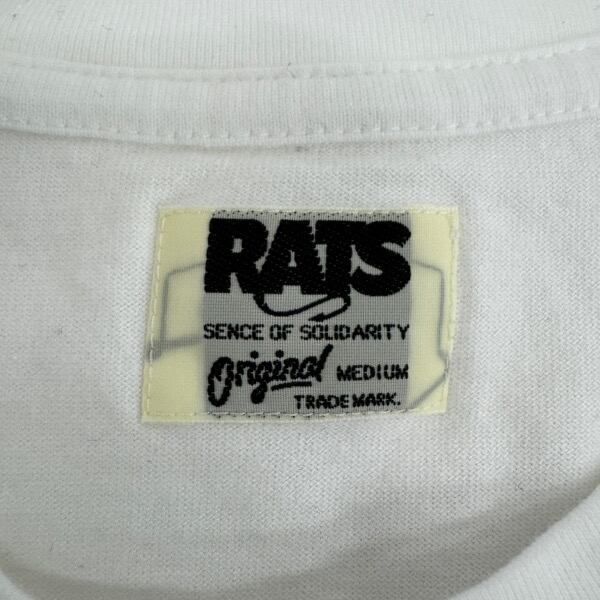 RATS
SENCE OF SOLIDARITY
Original MEDIUM
TRADE MARK.